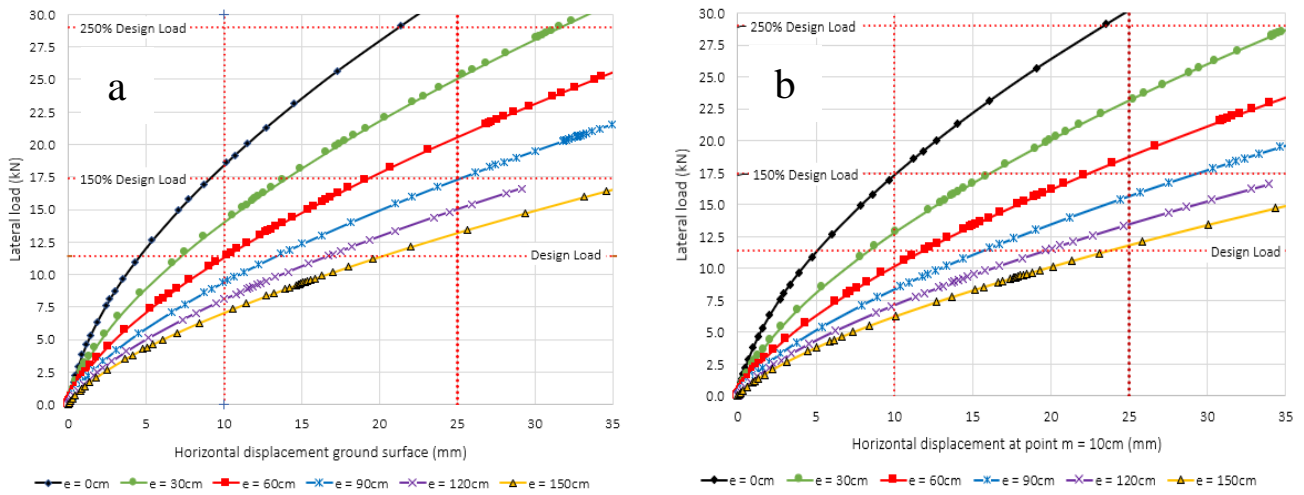 a
30.0
27.5
25.0
22.5
20.0
17.5
15.0
12.5
10.0
7.5
5.0
2.5
0.0
Lateral load (kN)
250% Design Load
150% Design Load
Design Load
0 5 10 15 20 25 30 35
Horizontal displacement ground surface (mm)
e = 0cm e = 30cm e = 60cm e = 90cm e = 120cm e = 150cm
b
30.0
27.5
25.0
22.5
20.0
17.5
15.0
12.5
10.0
7.5
5.0
2.5
0.0
Lateral load (kN)
250% Design Load
150% Design Load
Design Load
0 5 10 15 20 25 30 35
Horizontal displacement at point m = 10cm (mm)
e = 0cm e = 30cm e = 60cm e = 90cm e = 120cm e = 150cm